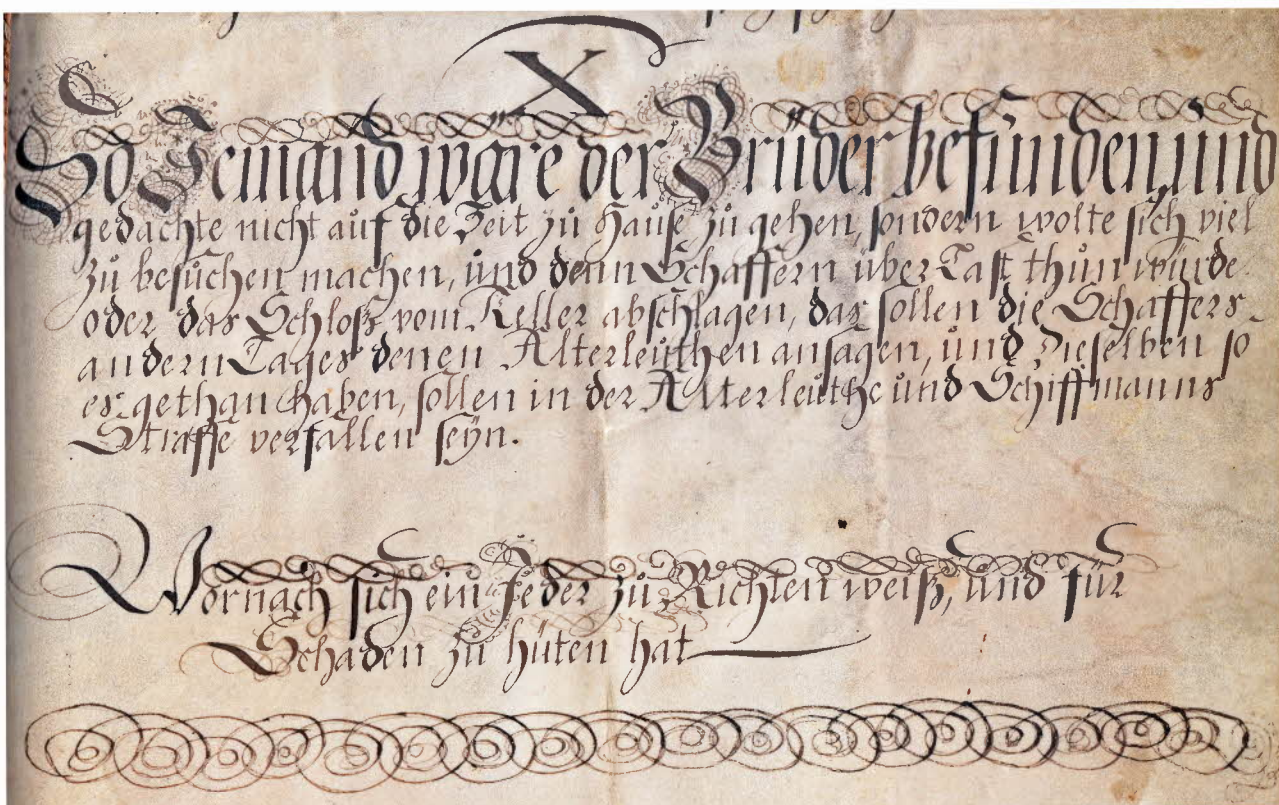 X
So Jemand wäre der Brüder befunden, und
gedachte nicht auf die Zeit zu Hause zu gehen, sondern wolte sich viel
zu besuchen machen, und denn Schaffern über Last thun würde
oder das Schloß vom Keller abschlagen, das sollen die Schaffers
andern Tages denen Alterleuthen ansagen, und dieselben so
es gethan haben, sollen in der Alterleuthe und Schiffmanns
Straffe verfallen seyn.
Wornach sich ein Jeder zu Richten weiß, und für
Schaden zu hüten hat